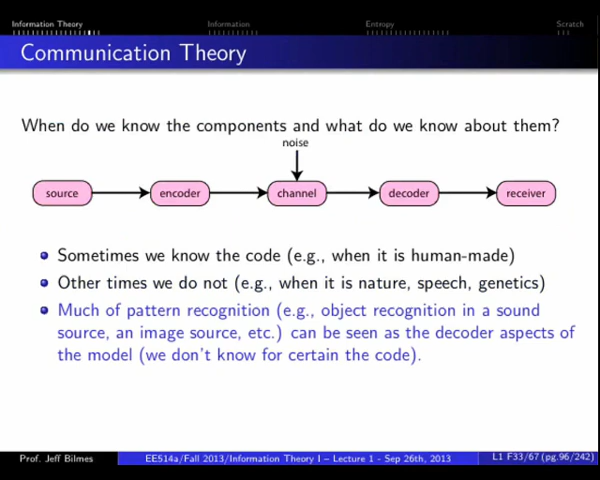 Information Theory Information Entropy Scratch
Communication Theory
When do we know the components and what do we know about them?
noise
source encoder channel decoder receiver
Sometimes we know the code (e.g., when it is human-made)
Other times we do not (e.g., when it is nature, speech, genetics)
Much of pattern recognition (e.g., object recognition in a sound
source, an image source, etc.) can be seen as the decoder aspects of
the model (we don't know for certain the code).
Prof. Jeff Bilmes EE514a/Fall 2013/Information Theory I – Lecture 1 - Sep 26th, 2013 L1 F33/67 (pg.96/242)